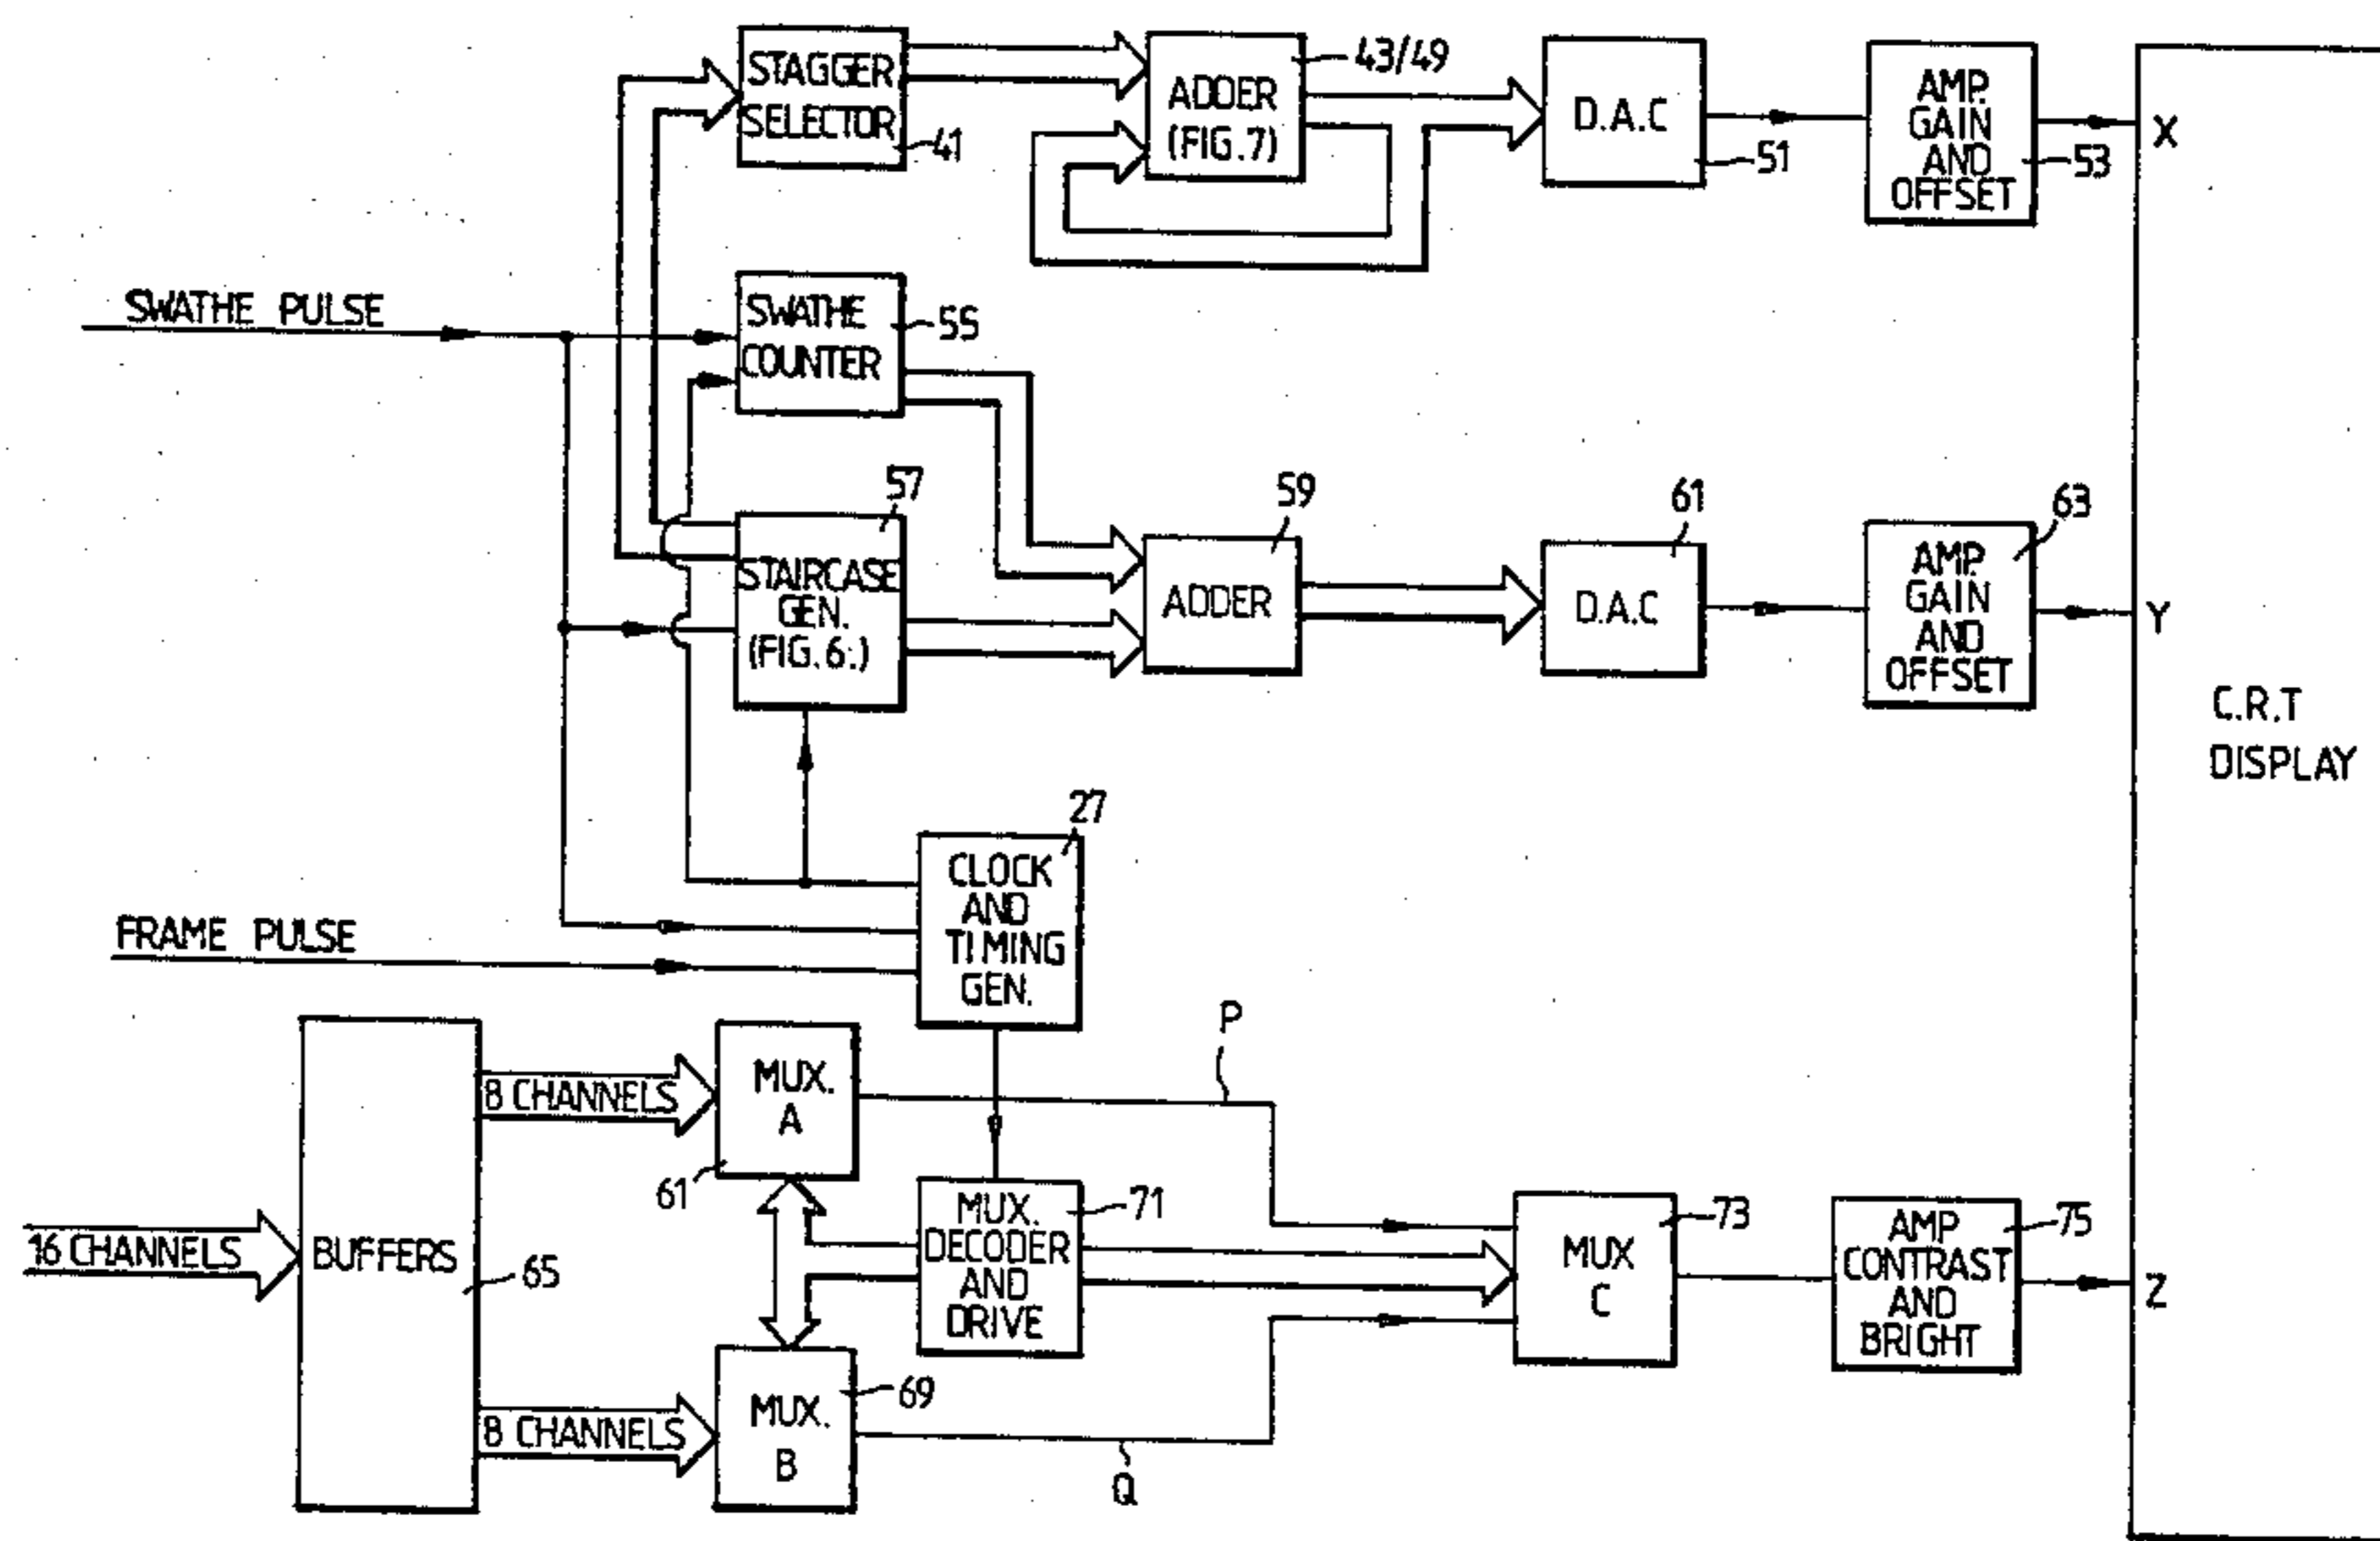 STAGGER
SELECTOR
41
ADDER
(FIG.7)
43/49
D.A.C
51
AMP.
GAIN
AND
OFFSET
53
X
SWATHE PULSE
SWATHE
COUNTER
55
57
STAIRCASE
GEN.
(FIG.6.)
59
ADDER
61
D.A.C
63
AMP.
GAIN
AND
OFFSET
Y
C.R.T
DISPLAY
27
CLOCK
AND
TIMING
GEN.
FRAME PULSE
16 CHANNELS
BUFFERS
65
8 CHANNELS
MUX.
A
61
P
8 CHANNELS
MUX.
B
69
Q
MUX.
DECODER
AND
DRIVE
71
MUX
C
73
AMP
CONTRAST
AND
BRIGHT
75
Z